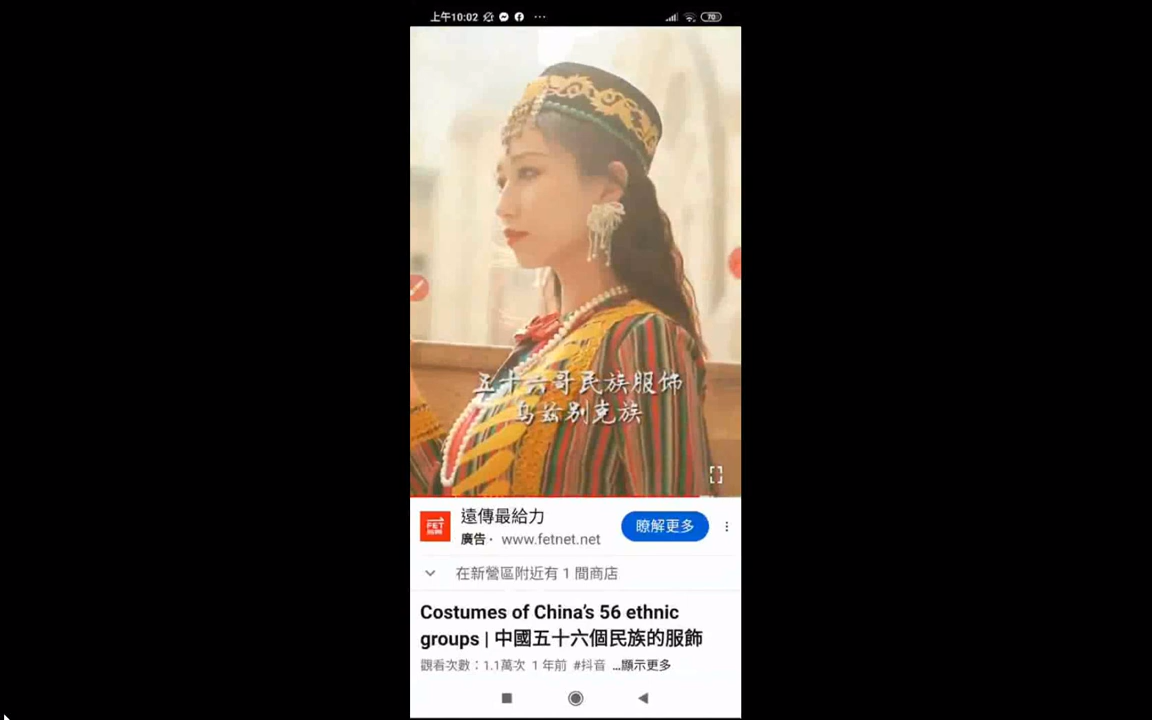 上午10:02
70
五十六哥民族服饰
乌兹别克族
FET
遠傳最給力
廣告 · www.fetnet.net
瞭解更多
在新營區附近有 1 間商店
Costumes of China's 56 ethnic
groups | 中國五十六個民族的服飾
觀看次數：1.1萬次 1 年前 #抖音 ...顯示更多